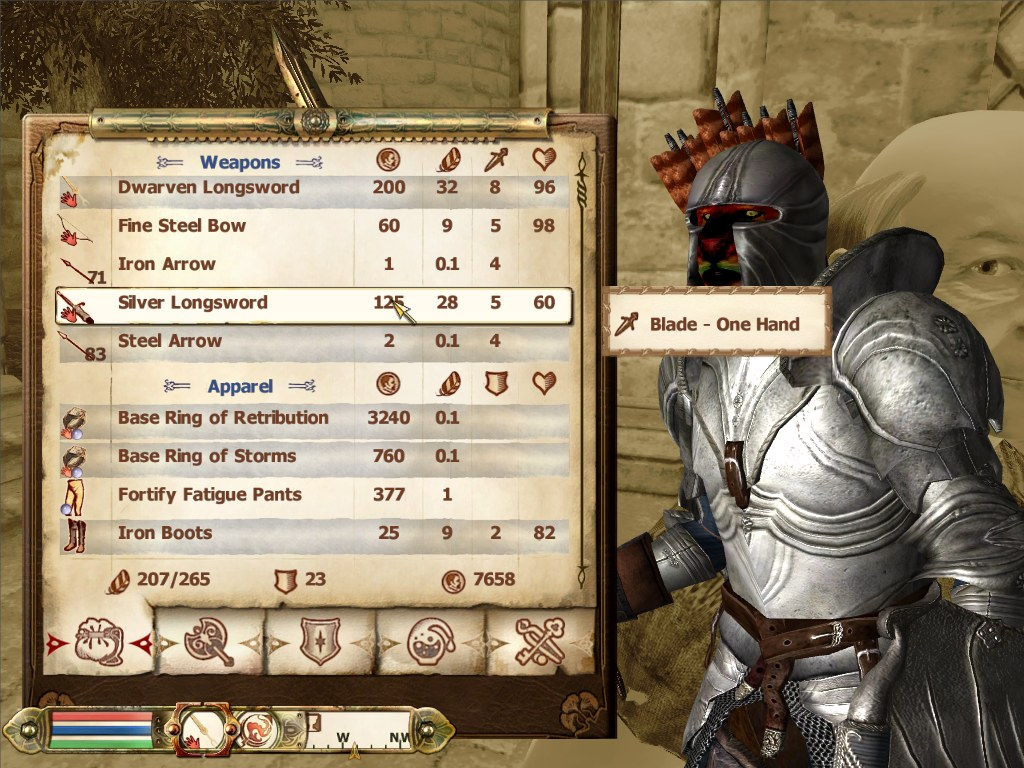 Weapons
Dwarven Longsword 200 32 8 96
Fine Steel Bow 60 9 5 98
71 Iron Arrow 1 0.1 4
Silver Longsword 125 28 5 60
Blade - One Hand
83 Steel Arrow 2 0.1 4
Apparel
Base Ring of Retribution 3240 0.1
Base Ring of Storms 760 0.1
Fortify Fatigue Pants 377 1
Iron Boots 25 9 2 82
207/265 23 7658
W NW